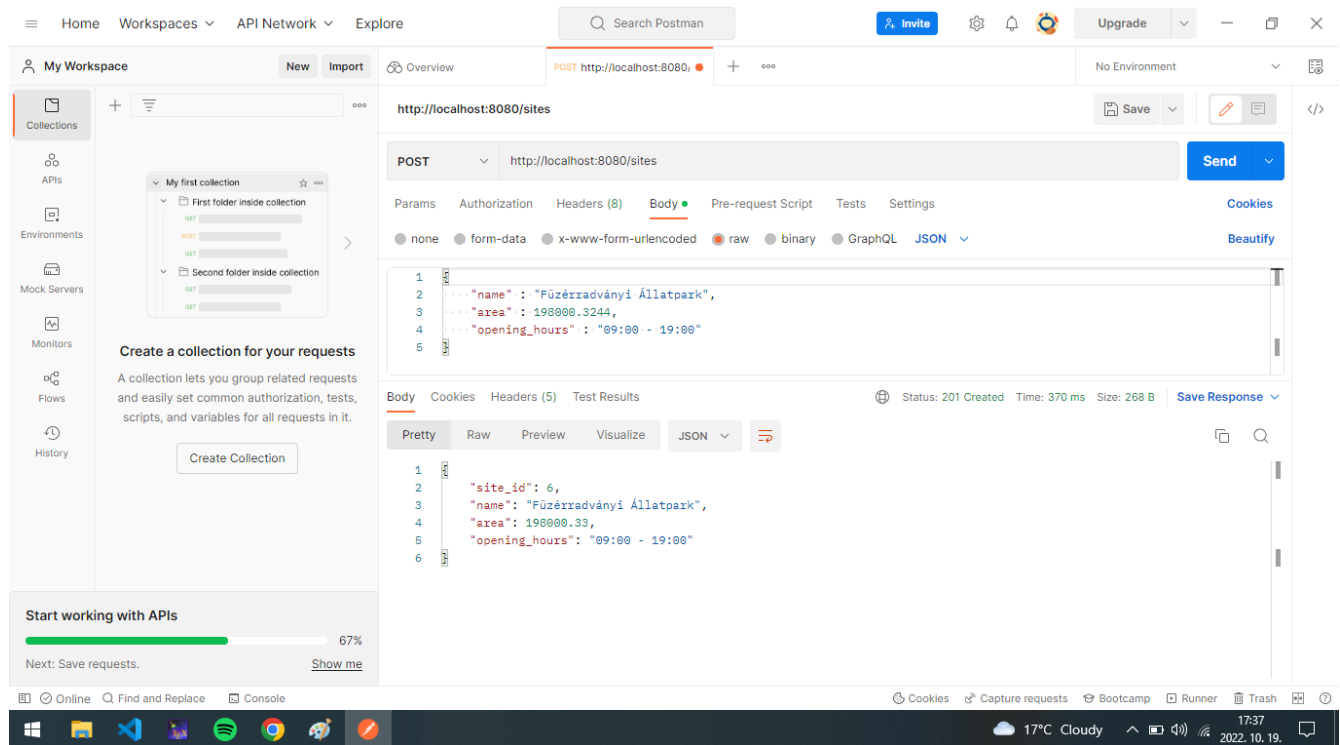 Home Workspaces API Network Explore Search Postman Invite Upgrade
My Workspace New Import Overview POST http://localhost:8080/ No Environment
Collections
APIs
Environments
Mock Servers
Monitors
Flows
History
My first collection
First folder inside collection
GET
POST
GET
Second folder inside collection
GET
GET
Create a collection for your requests
A collection lets you group related requests
and easily set common authorization, tests,
scripts, and variables for all requests in it.
Create Collection
Start working with APIs
67%
Next: Save requests. Show me
http://localhost:8080/sites Save </>
POST http://localhost:8080/sites Send
Params Authorization Headers (8) Body Pre-request Script Tests Settings Cookies
none form-data x-www-form-urlencoded raw binary GraphQL JSON Beautify
1 {
2 "name" : "Füzérradványi Állatpark",
3 "area" : 198000.3244,
4 "opening_hours" : "09:00 - 19:00"
5 }
Body Cookies Headers (5) Test Results Status: 201 Created Time: 370 ms Size: 268 B Save Response
Pretty Raw Preview Visualize JSON
1 {
2 "site_id": 6,
3 "name": "Füzérradványi Állatpark",
4 "area": 198000.33,
5 "opening_hours": "09:00 - 19:00"
6 }
Online Find and Replace Console Cookies Capture requests Bootcamp Runner Trash
17°C Cloudy 17:37
2022. 10. 19.